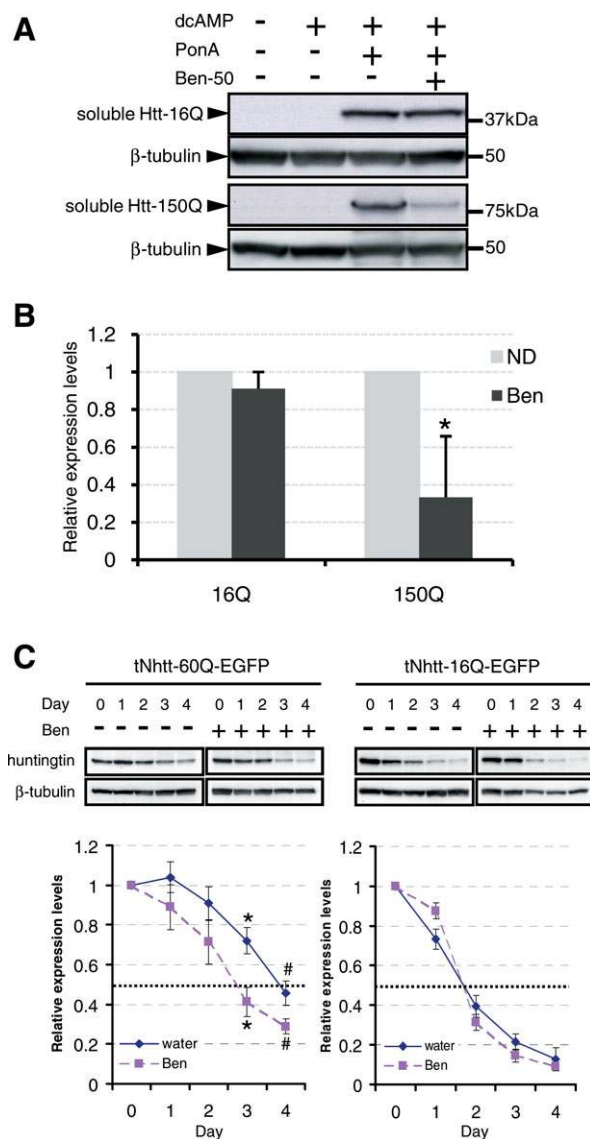 A
dcAMP - + + +
PonA - - + +
Ben-50 - - - +
soluble Htt-16Q 37kDa
β-tubulin 50
soluble Htt-150Q 75kDa
β-tubulin 50
B
Relative expression levels
1.2
1
0.8
0.6
0.4
0.2
0
ND
Ben
*
16Q 150Q
C
tNhtt-60Q-EGFP tNhtt-16Q-EGFP
Day 0 1 2 3 4 0 1 2 3 4 0 1 2 3 4 0 1 2 3 4
Ben - - - - - + + + + + - - - - - + + + + +
huntingtin
β-tubulin
Relative expression levels
1.2
1
0.8
0.6
0.4
0.2
0
* #
* #
water
Ben
0 1 2 3 4
Day
Relative expression levels
1.2
1
0.8
0.6
0.4
0.2
0
water
Ben
0 1 2 3 4
Day